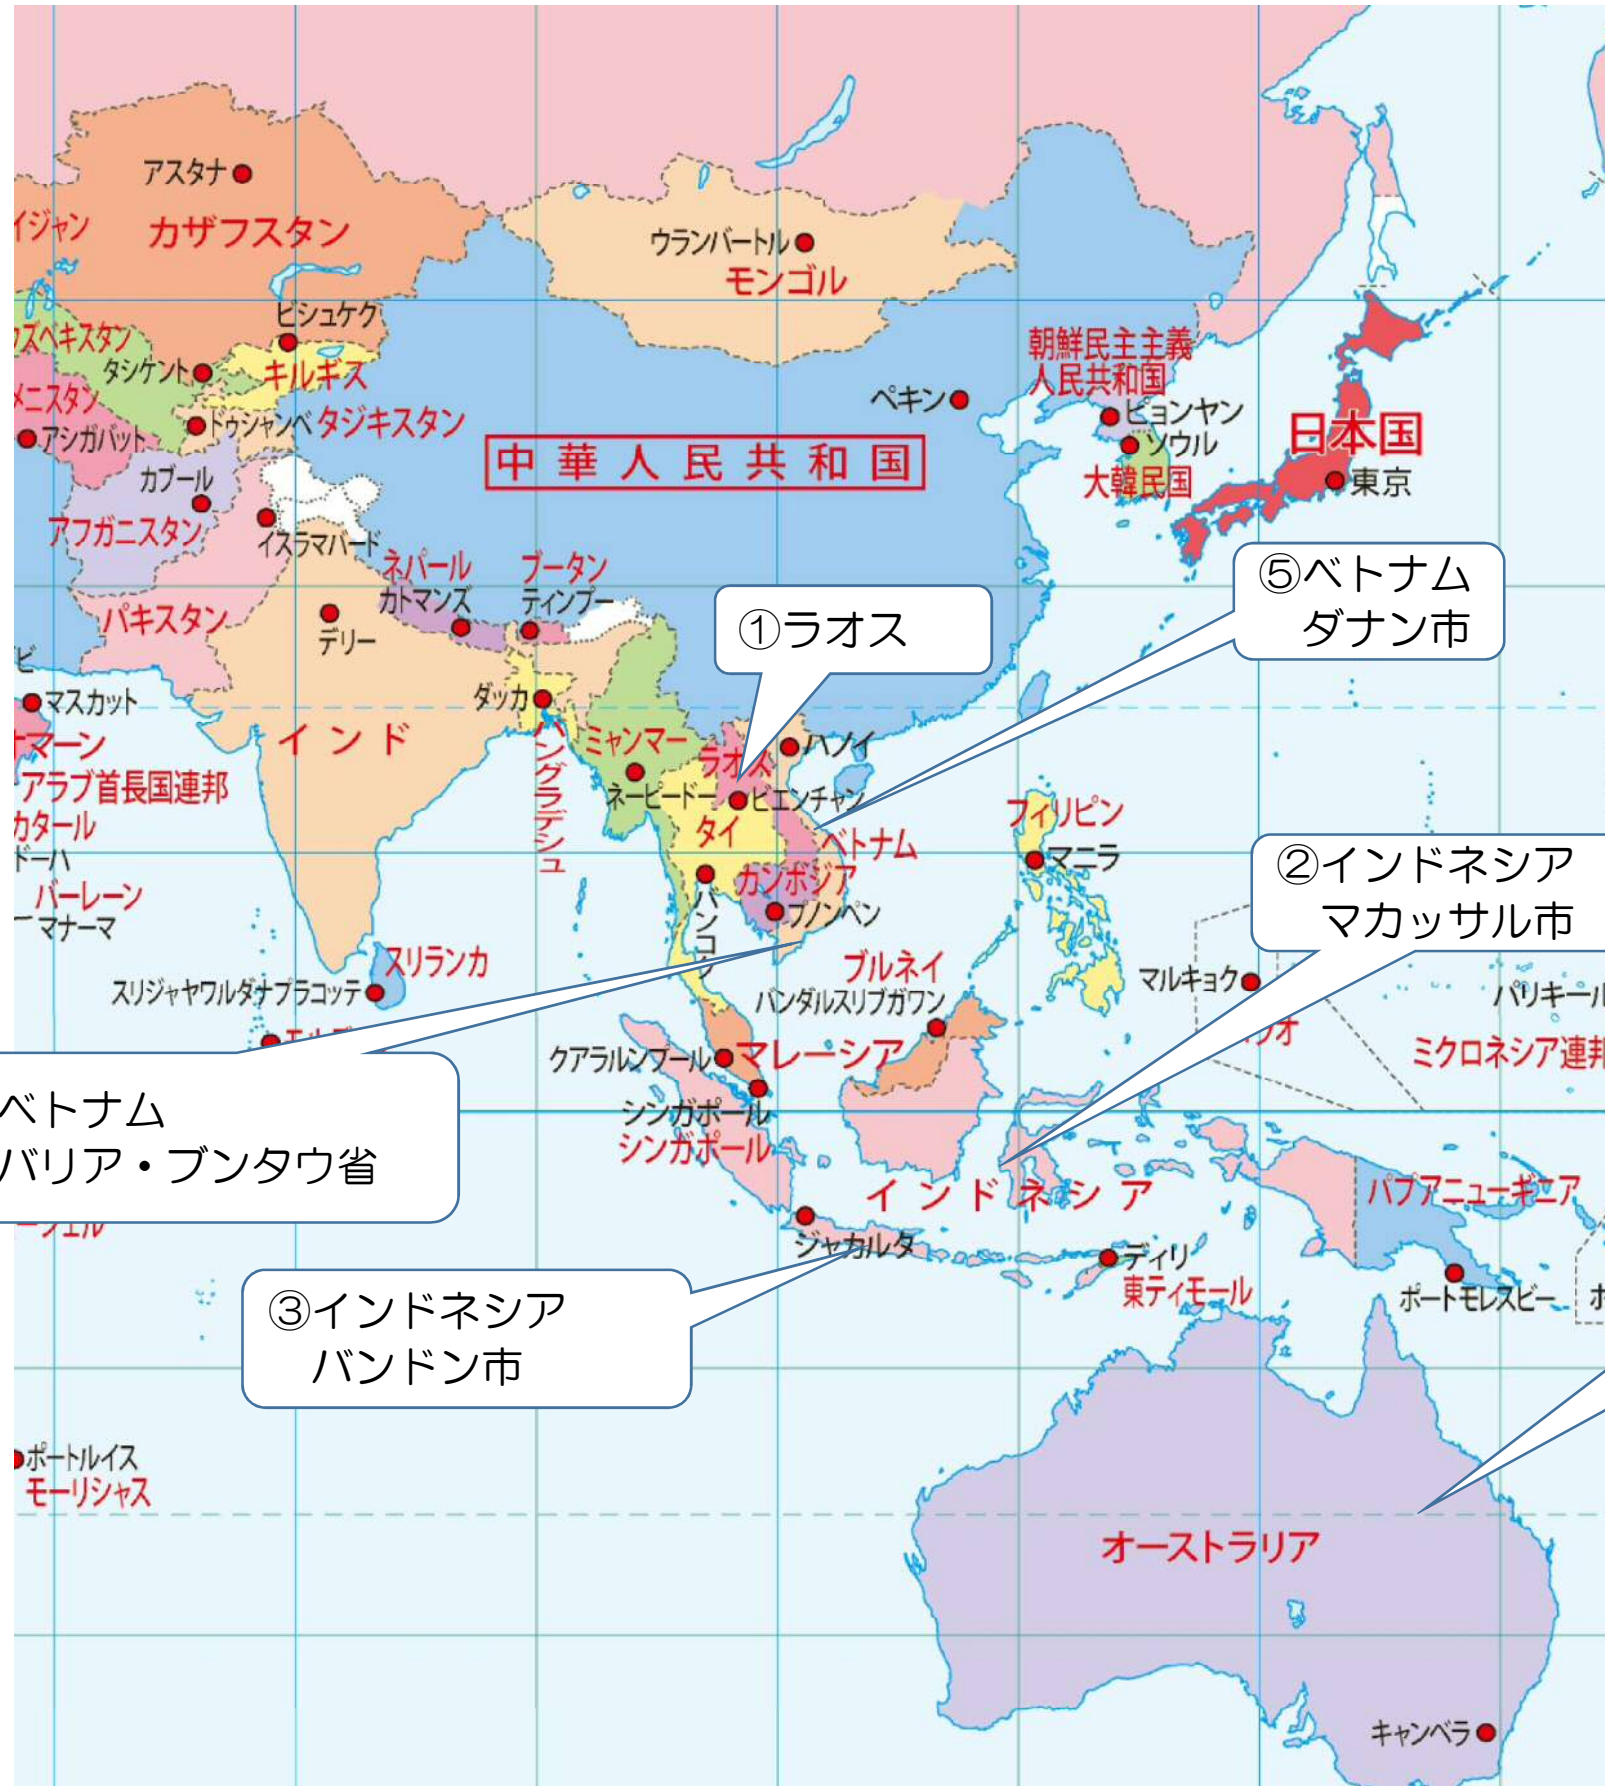 アスタナ
イジャン
カザフスタン
ウランバートル
モンゴル
ビシュケク
ズベキスタン
タシケント
キルギス
メニスタン
アシガバット
ドゥシャンベ
タジキスタン
朝鮮民主主義
人民共和国
ペキン
ピョンヤン
ソウル
大韓民国
日本国
東京
中華人民共和国
カブール
アフガニスタン
イスラマバード
ネパール
カトマンズ
ブータン
ティンプー
パキスタン
デリー
①ラオス
⑤ベトナム
ダナン市
ビ
マスカット
マーン
アラブ首長国連邦
カタール
ドーハ
バーレーン
マナーマ
ダッカ
インド
バングラデシュ
ミャンマー
ネーピードー
ラオス
ハノイ
ビエンチャン
タイ
ベトナム
カンボジア
プノンペン
バンコク
フィリピン
マニラ
②インドネシア
マカッサル市
スリランカ
スリジャヤワルダナプラコッテ
ブルネイ
バンダルスリブガワン
マルキョク
パリキール
ミクロネシア連邦
クアラルンプール
マレーシア
シンガポール
シンガポール
ベトナム
バリア・ブンタウ省
インドネシア
パプアニューギニア
ジャカルタ
ディリ
東ティモール
ポートモレスビー
ホ
③インドネシア
バンドン市
ポートルイス
モーリシャス
オーストラリア
キャンベラ